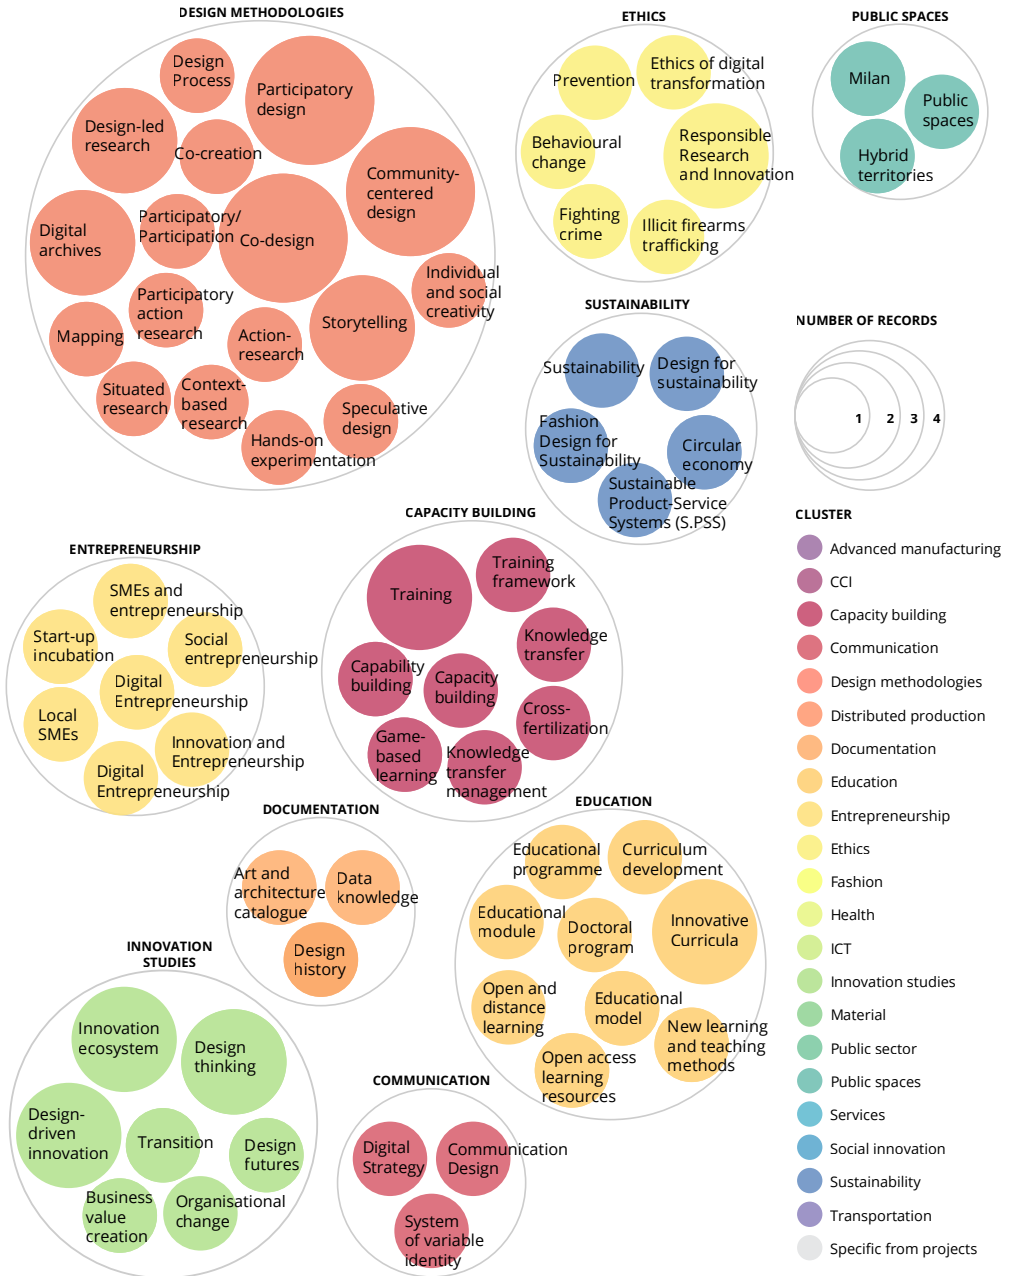 DESIGN METHODOLOGIES
Design
Process
Participatory
design
Design-led
research
Co-creation
Community-
centered
design
Digital
archives
Participatory/
Participation
Co-design
Individual
and social
creativity
Participatory
action
research
Mapping
Action-
research
Storytelling
Situated
research
Context-
based
research
Speculative
design
Hands-on
experimentation
ETHICS
Prevention
Ethics of digital
transformation
Behavioural
change
Responsible
Research
and Innovation
Fighting
crime
Illicit firearms
trafficking
PUBLIC SPACES
Milan
Public
spaces
Hybrid
territories
SUSTAINABILITY
Sustainability
Design for
sustainability
Fashion
Design for
Sustainability
Circular
economy
Sustainable
Product-Service
Systems (S.PSS)
NUMBER OF RECORDS
1 2 3 4
ENTREPRENEURSHIP
SMEs and
entrepreneurship
Start-up
incubation
Social
entrepreneurship
Digital
Entrepreneurship
Local
SMEs
Innovation and
Entrepreneurship
Digital
Entrepreneurship
CAPACITY BUILDING
Training
Training
framework
Knowledge
transfer
Capability
building
Capacity
building
Cross-
fertilization
Game-
based
learning
Knowledge
transfer
management
DOCUMENTATION
Art and
architecture
catalogue
Data
knowledge
Design
history
EDUCATION
Educational
programme
Curriculum
development
Educational
module
Doctoral
program
Innovative
Curricula
Open and
distance
learning
Educational
model
New learning
and teaching
methods
Open access
learning
resources
INNOVATION
STUDIES
Innovation
ecosystem
Design
thinking
Design-
driven
innovation
Transition
Design
futures
Business
value
creation
Organisational
change
COMMUNICATION
Digital
Strategy
Communication
Design
System
of variable
identity
CLUSTER
Advanced manufacturing
CCI
Capacity building
Communication
Design methodologies
Distributed production
Documentation
Education
Entrepreneurship
Ethics
Fashion
Health
ICT
Innovation studies
Material
Public sector
Public spaces
Services
Social innovation
Sustainability
Transportation
Specific from projects